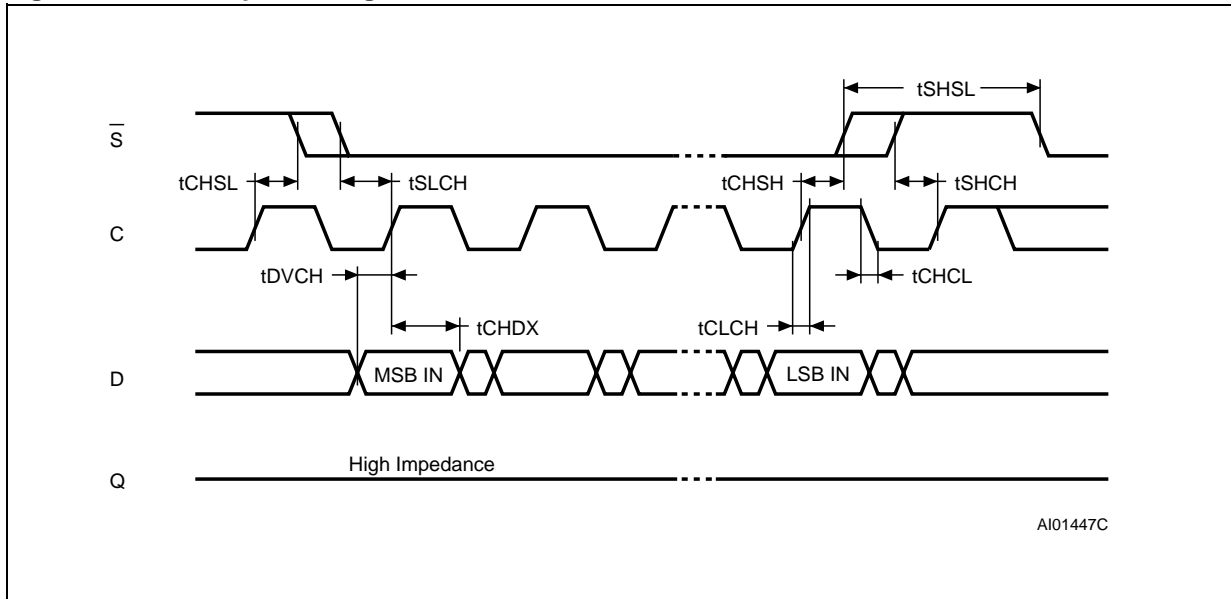 tSHSL
S̅
tCHSL
tSLCH
tCHSH
tSHCH
C
tDVCH
tCHCL
tCHDX
tCLCH
D
MSB IN
LSB IN
High Impedance
Q
AI01447C